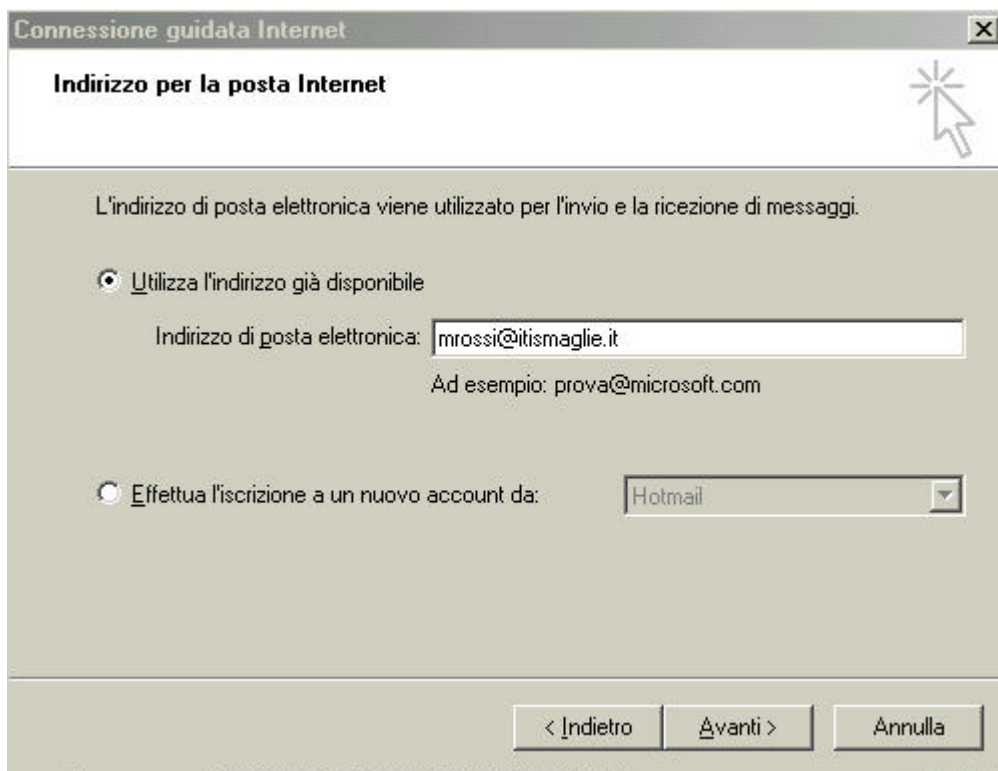 Connessione guidata Internet
Indirizzo per la posta Internet
L'indirizzo di posta elettronica viene utilizzato per l'invio e la ricezione di messaggi.
Utilizza l'indirizzo già disponibile
Indirizzo di posta elettronica: mrossi@itismaglie.it
Ad esempio: prova@microsoft.com
Effettua l'iscrizione a un nuovo account da: Hotmail
< Indietro Avanti > Annulla